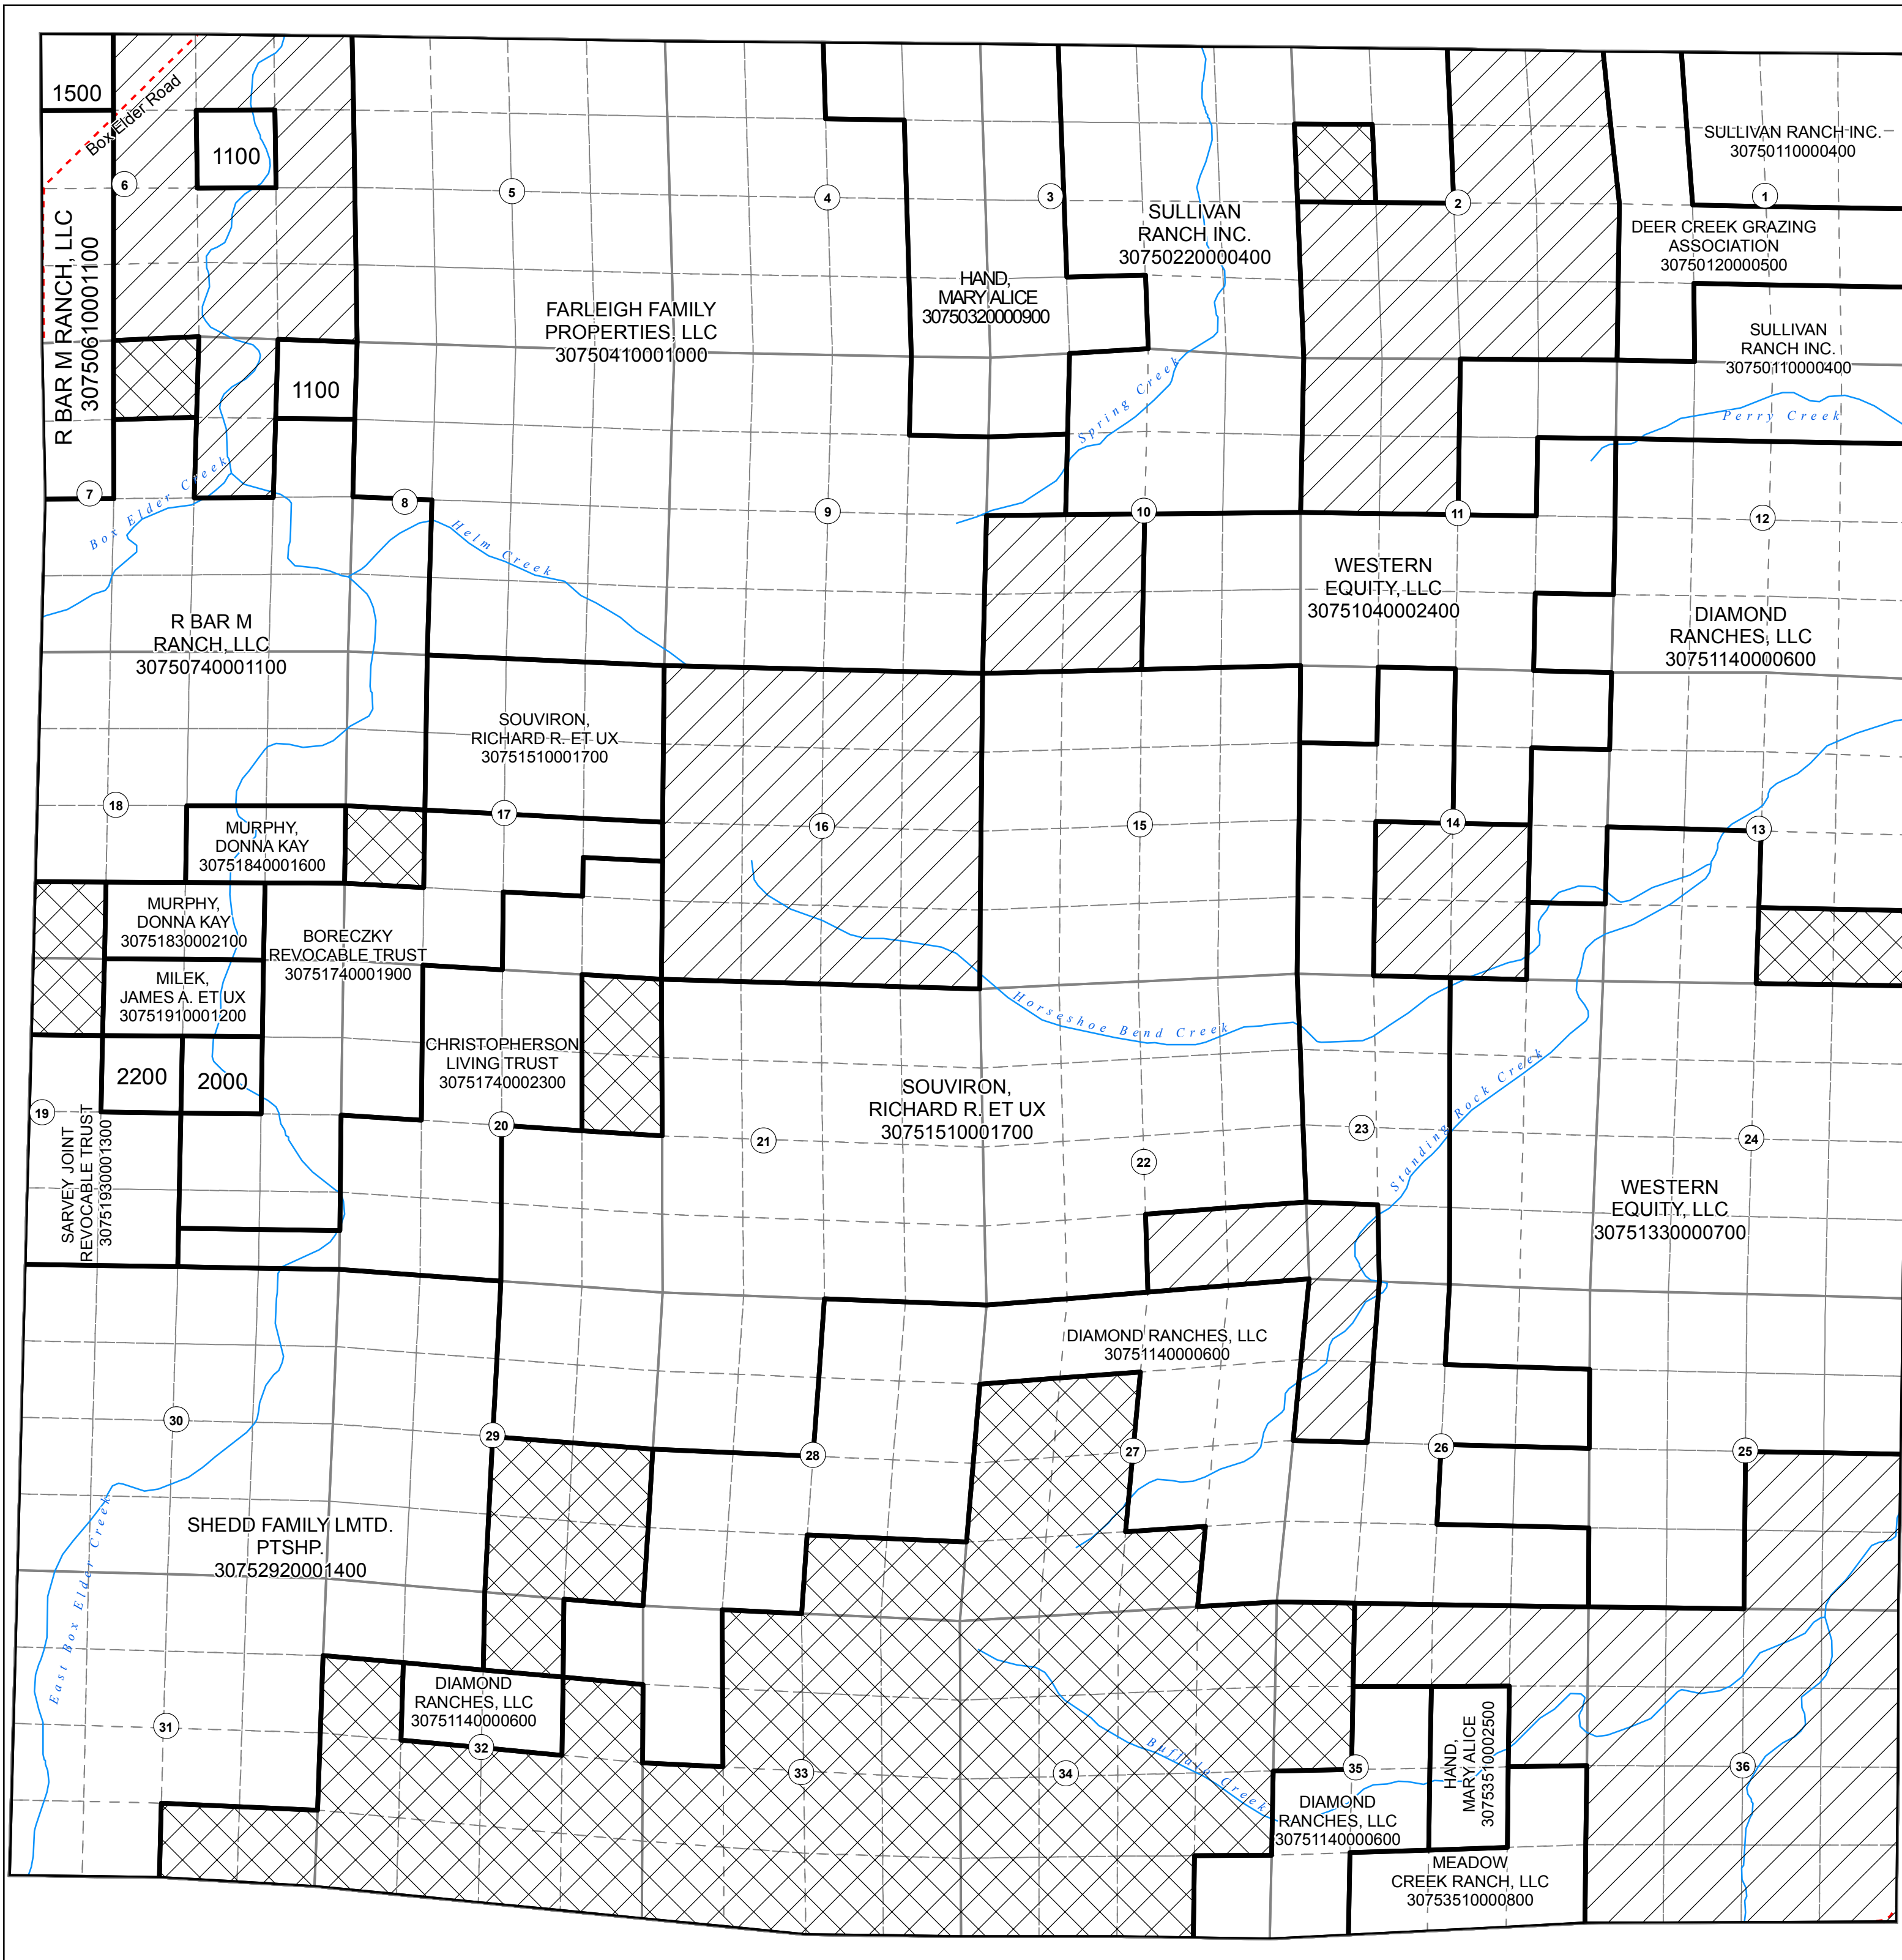 1500
Box Elder Road
1100
6
5
4
3
2
1
SULLIVAN RANCH INC.
30750110000400
R BAR M RANCH, LLC
30750610001100
SULLIVAN
RANCH INC.
30750220000400
DEER CREEK GRAZING
ASSOCIATION
30750120000500
HAND,
MARY ALICE
30750320000900
FARLEIGH FAMILY
PROPERTIES, LLC
30750410001000
SULLIVAN
RANCH INC.
30750110000400
1100
Spring Creek
Perry Creek
7
8
9
10
11
12
Box Elder Creek
Helm Creek
WESTERN
EQUITY, LLC
30751040002400
R BAR M
RANCH, LLC
30750740001100
DIAMOND
RANCHES, LLC
30751140000600
SOUVIRON,
RICHARD R. ET UX
30751510001700
18
17
16
15
14
13
MURPHY,
DONNA KAY
30751840001600
MURPHY,
DONNA KAY
30751830002100
BORECZKY
REVOCABLE TRUST
30751740001900
MILEK,
JAMES A. ET UX
30751910001200
Horseshoe Bend Creek
CHRISTOPHERSON
LIVING TRUST
30751740002300
2200
2000
SOUVIRON,
RICHARD R. ET UX
30751510001700
Standing Rock Creek
19
20
21
22
23
24
SARVEY JOINT
REVOCABLE TRUST
30751930001300
WESTERN
EQUITY, LLC
30751330000700
DIAMOND RANCHES, LLC
30751140000600
30
29
28
27
26
25
SHEDD FAMILY LMTD.
PTSHP.
30752920001400
East Box Elder Creek
DIAMOND
RANCHES, LLC
30751140000600
31
32
33
34
35
36
Buffalo Creek
HAND,
MARY ALICE
30753510002500
DIAMOND
RANCHES, LLC
30751140000600
MEADOW
CREEK RANCH, LLC
30753510000800